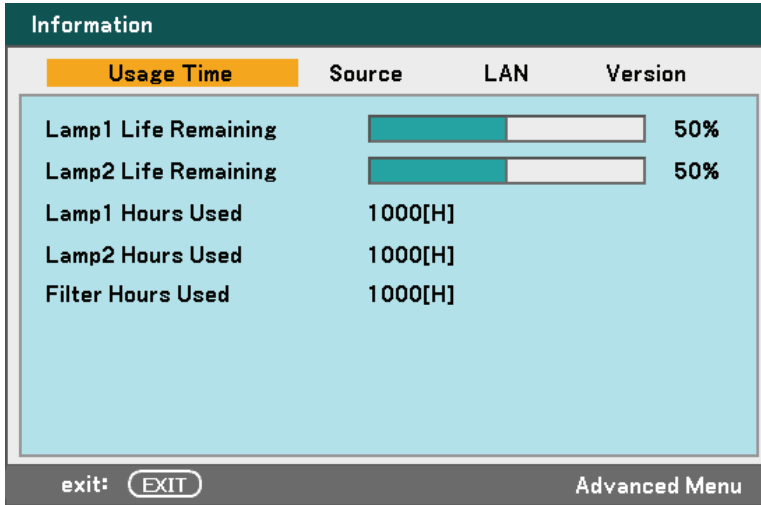 Information
Usage Time Source LAN Version
Lamp1 Life Remaining 50%
Lamp2 Life Remaining 50%
Lamp1 Hours Used 1000[H]
Lamp2 Hours Used 1000[H]
Filter Hours Used 1000[H]
exit: EXIT Advanced Menu